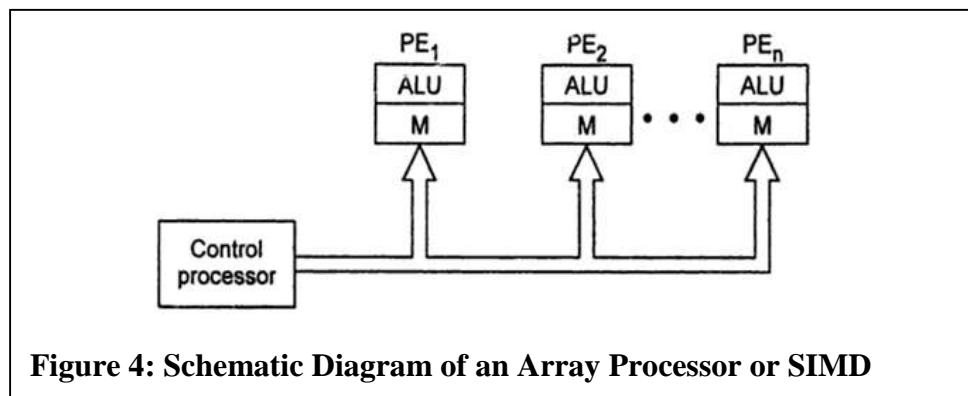 PE1 PE2 PEn
ALU ALU ALU
M M • • • M
Control
processor
Figure 4: Schematic Diagram of an Array Processor or SIMD